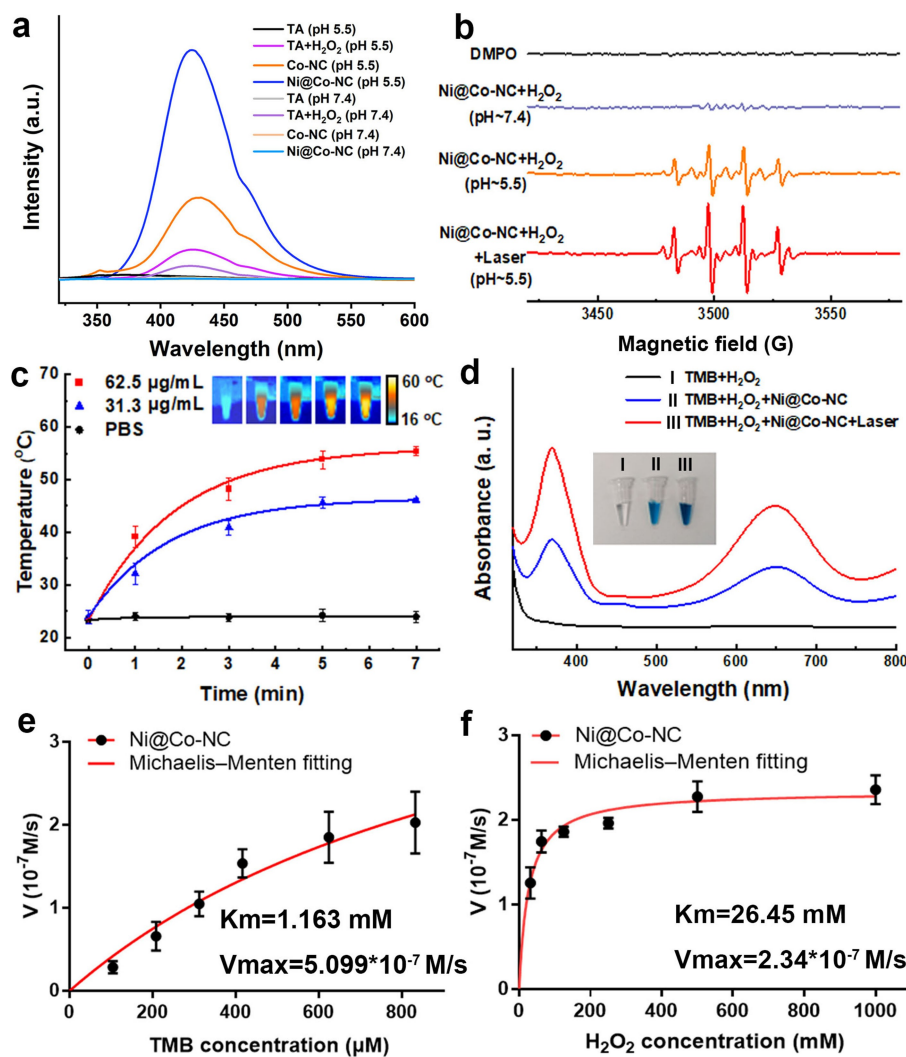 a
Intensity (a.u.)
TA (pH 5.5)
TA+H₂O₂ (pH 5.5)
Co-NC (pH 5.5)
Ni@Co-NC (pH 5.5)
TA (pH 7.4)
TA+H₂O₂ (pH 7.4)
Co-NC (pH 7.4)
Ni@Co-NC (pH 7.4)
350 400 450 500 550 600
Wavelength (nm)
b
DMPO
Ni@Co-NC+H₂O₂
(pH~7.4)
Ni@Co-NC+H₂O₂
(pH~5.5)
Ni@Co-NC+H₂O₂
+Laser
(pH~5.5)
3450 3500 3550
Magnetic field (G)
c
Temperature (°C)
70
60
50
40
30
20
62.5 µg/mL
31.3 µg/mL
PBS
60 °C
16 °C
0 1 2 3 4 5 6 7
Time (min)
d
Absorbance (a. u.)
I TMB+H₂O₂
II TMB+H₂O₂+Ni@Co-NC
III TMB+H₂O₂+Ni@Co-NC+Laser
I II III
400 500 600 700 800
Wavelength (nm)
e
V (10⁻⁷M/s)
3
2
1
0
Ni@Co-NC
Michaelis–Menten fitting
Km=1.163 mM
Vmax=5.099*10⁻⁷ M/s
0 200 400 600 800
TMB concentration (µM)
f
V (10⁻⁷M/s)
3
2
1
0
Ni@Co-NC
Michaelis–Menten fitting
Km=26.45 mM
Vmax=2.34*10⁻⁷ M/s
0 200 400 600 800 1000
H₂O₂ concentration (mM)